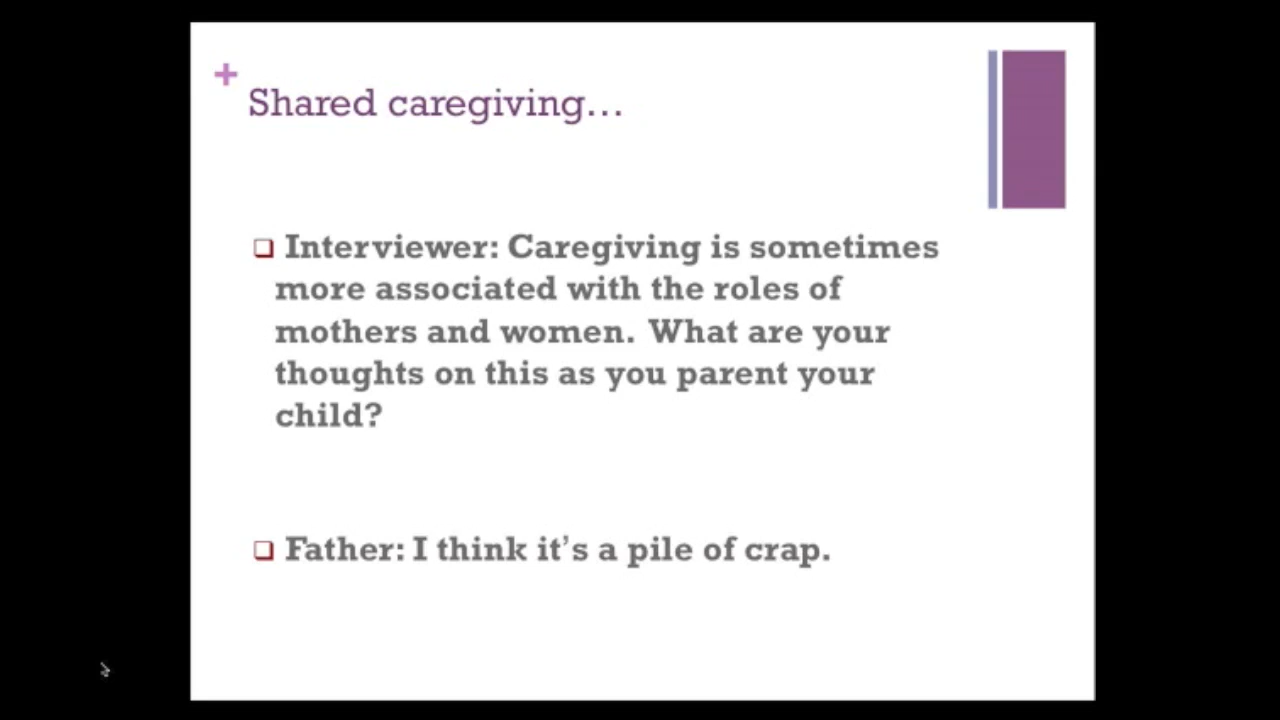 Shared caregiving...
Interviewer: Caregiving is sometimes
more associated with the roles of
mothers and women.  What are your
thoughts on this as you parent your
child?
Father: I think it’s a pile of crap.